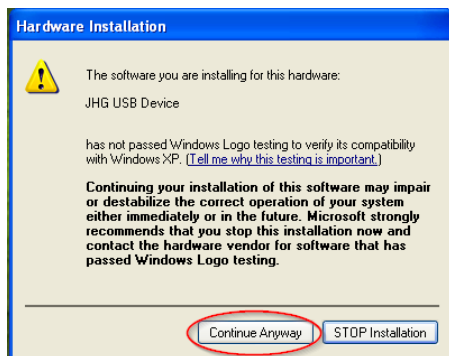 Hardware Installation
The software you are installing for this hardware:
JHG USB Device
has not passed Windows Logo testing to verify its compatibility
with Windows XP. (Tell me why this testing is important.)
Continuing your installation of this software may impair
or destabilize the correct operation of your system
either immediately or in the future. Microsoft strongly
recommends that you stop this installation now and
contact the hardware vendor for software that has
passed Windows Logo testing.
Continue Anyway
STOP Installation